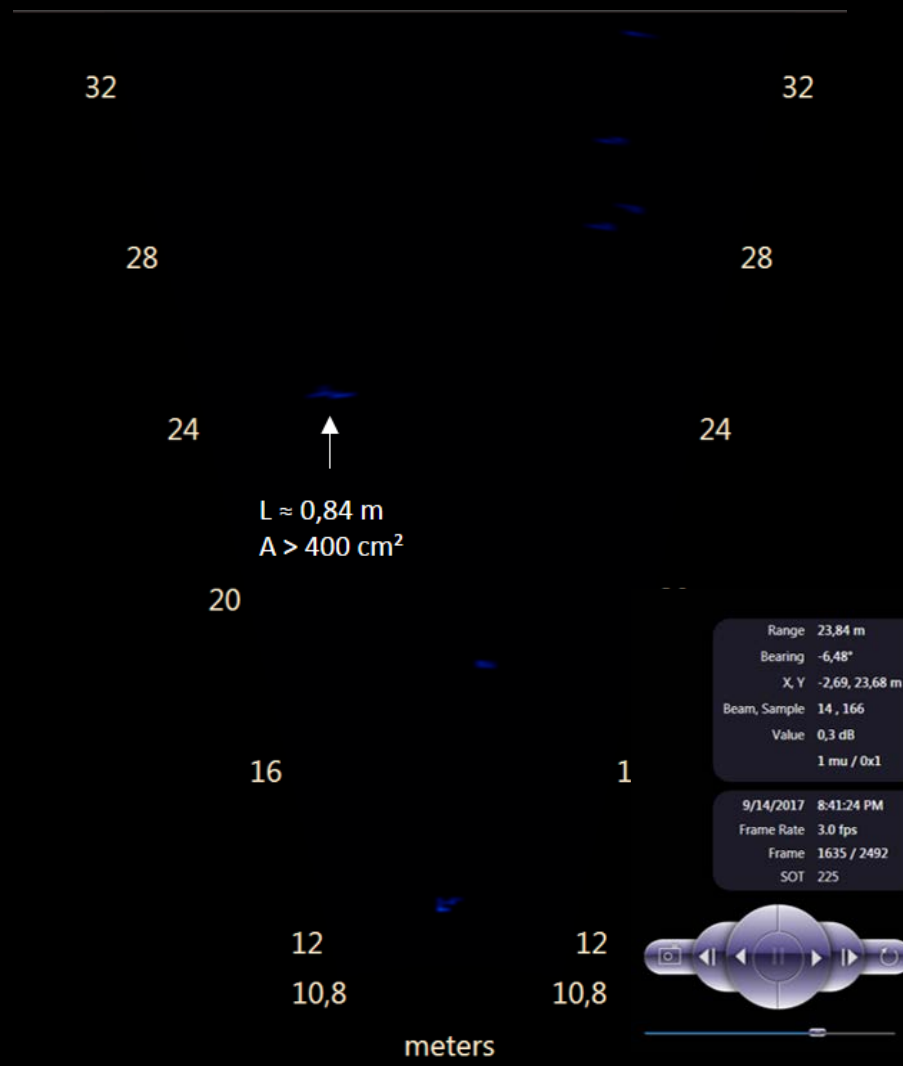 32 32
28 28
24 24
L ≈ 0,84 m
A > 400 cm²
20
Range 23,84 m
Bearing -6,48°
X, Y -2,69, 23,68 m
Beam, Sample 14 , 166
Value 0,3 dB
1 mu / 0x1
16 1
9/14/2017 8:41:24 PM
Frame Rate 3.0 fps
Frame 1635 / 2492
SOT 225
12 12
10,8 10,8
meters